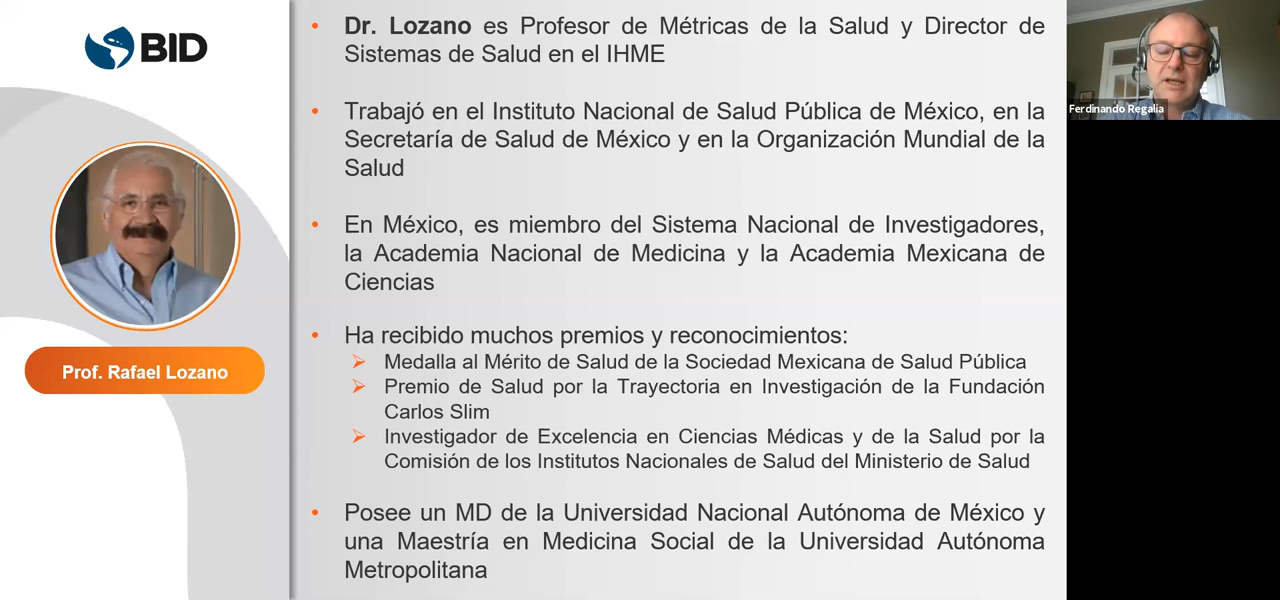 BID
Prof. Rafael Lozano
• Dr. Lozano es Profesor de Métricas de la Salud y Director de
Sistemas de Salud en el IHME
• Trabajó en el Instituto Nacional de Salud Pública de México, en la
Secretaría de Salud de México y en la Organización Mundial de la
Salud
• En México, es miembro del Sistema Nacional de Investigadores,
la Academia Nacional de Medicina y la Academia Mexicana de
Ciencias
• Ha recibido muchos premios y reconocimientos:
➢ Medalla al Mérito de Salud de la Sociedad Mexicana de Salud Pública
➢ Premio de Salud por la Trayectoria en Investigación de la Fundación
Carlos Slim
➢ Investigador de Excelencia en Ciencias Médicas y de la Salud por la
Comisión de los Institutos Nacionales de Salud del Ministerio de Salud
• Posee un MD de la Universidad Nacional Autónoma de México y
una Maestría en Medicina Social de la Universidad Autónoma
Metropolitana
Ferdinando Regalia